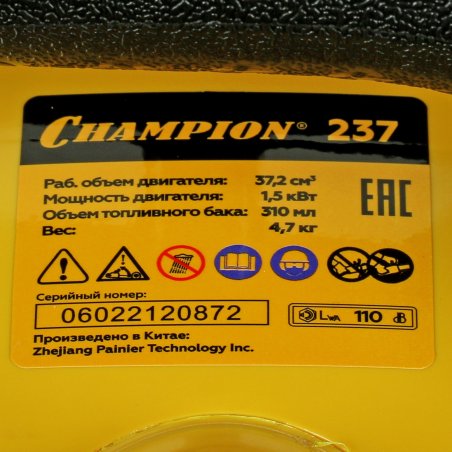 CHAMPION® 237
Раб. объем двигателя: 37,2 см³
Мощность двигателя: 1,5 кВт
Объем топливного бака: 310 мл
Вес: 4,7 кг
EAC
Серийный номер:
06022120872
LWA 110 dB
Произведено в Китае:
Zhejiang Painier Technology Inc.